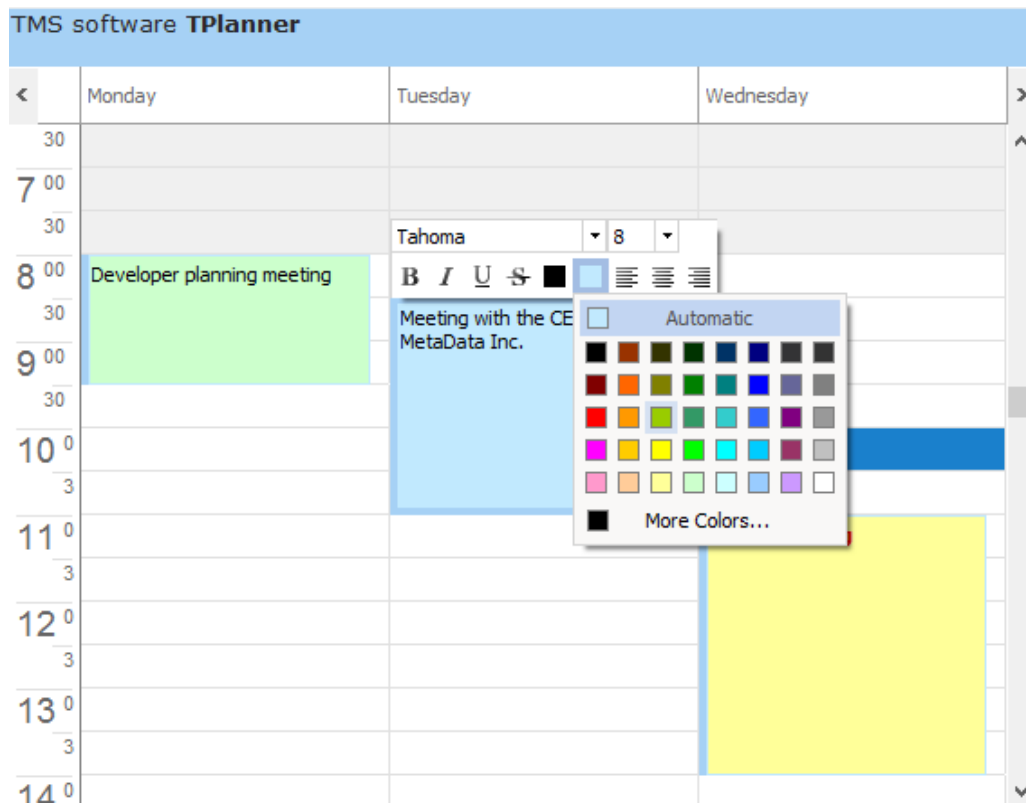 TMS software TPlanner
Monday Tuesday Wednesday
30
7 00
30
Tahoma 8
8 00 Developer planning meeting
B I U S
30 Meeting with the CE
Automatic
9 00 MetaData Inc.
30
10 0
3
More Colors...
11 0
3
12 0
3
13 0
3
14 0